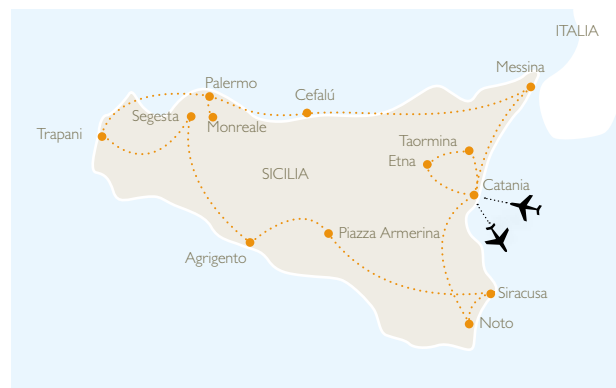 ITALIA
Messina
Palermo
Cefalú
Segesta
Monreale
Trapani
Taormina
Etna
SICILIA
Catania
Piazza Armerina
Agrigento
Siracusa
Noto